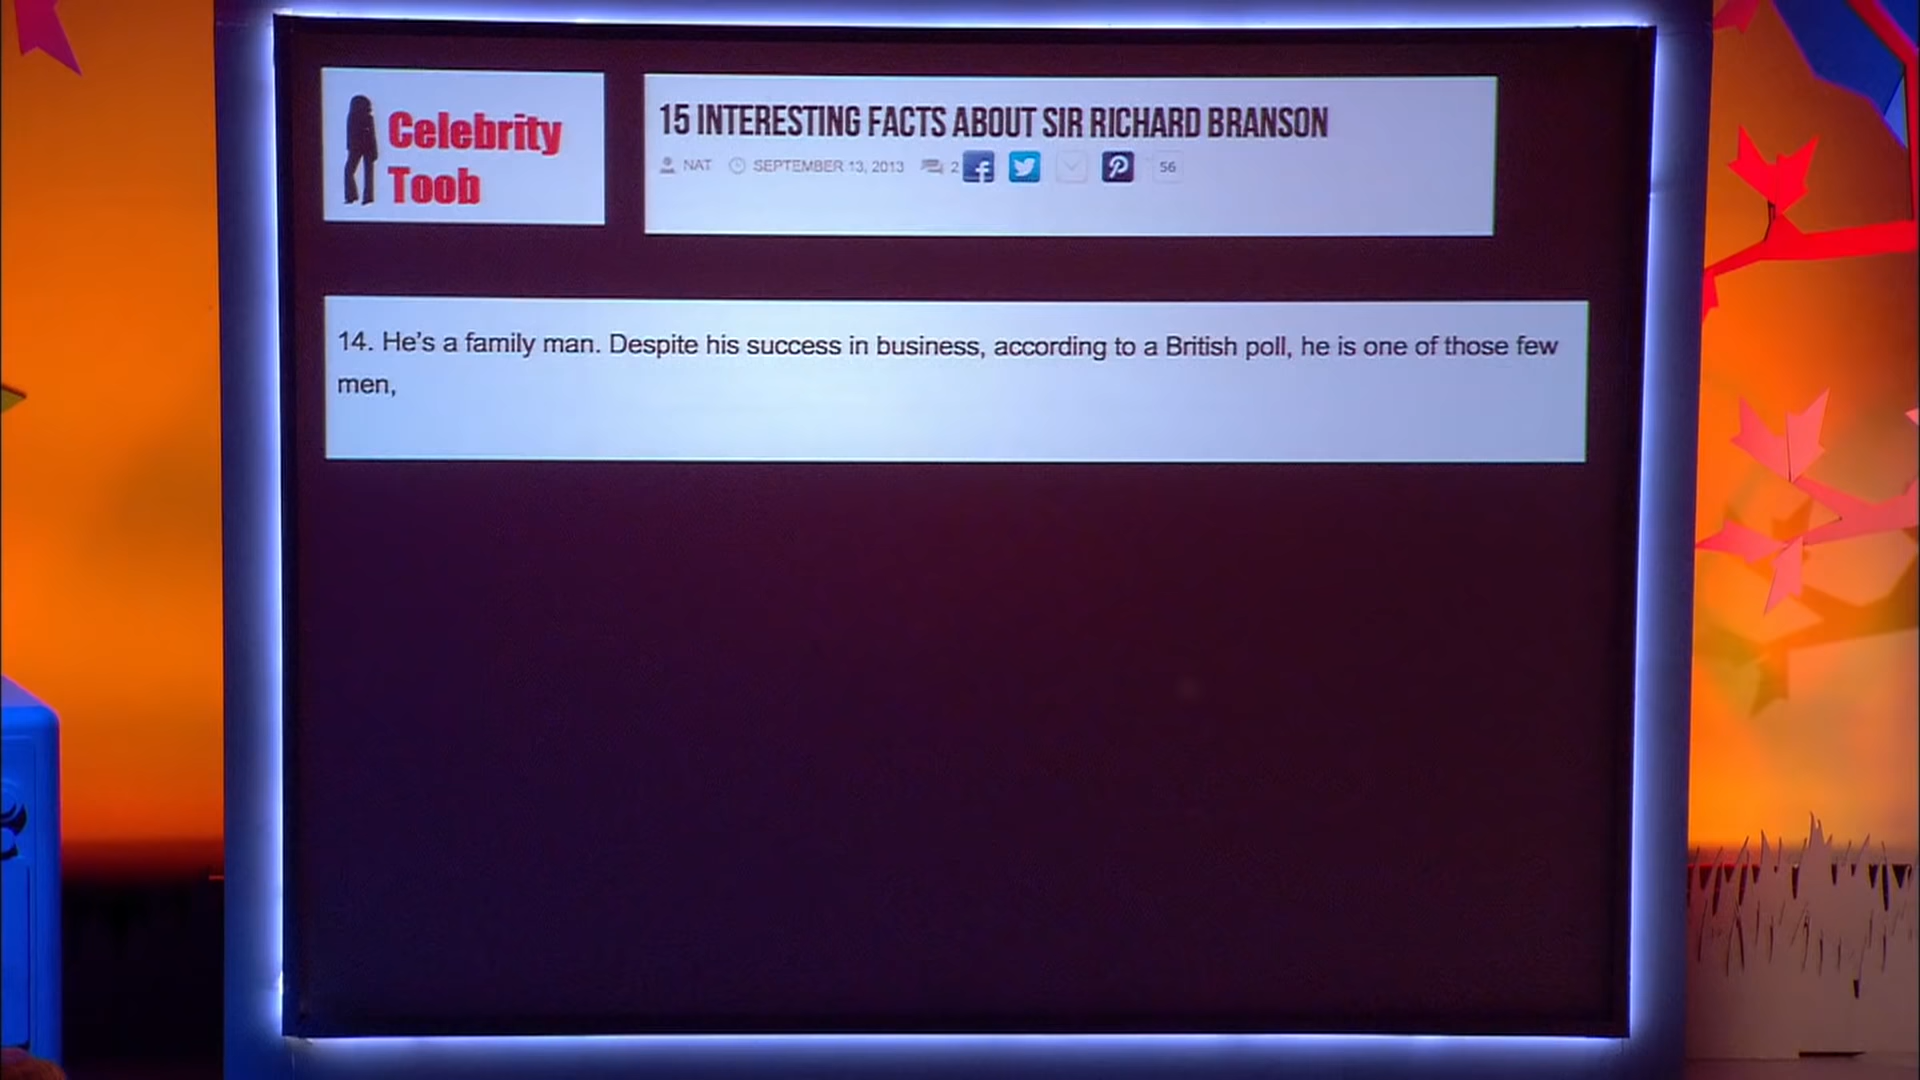 Celebrity
Toob
15 INTERESTING FACTS ABOUT SIR RICHARD BRANSON
NAT SEPTEMBER 13, 2013 2 56
14. He's a family man. Despite his success in business, according to a British poll, he is one of those few
men,